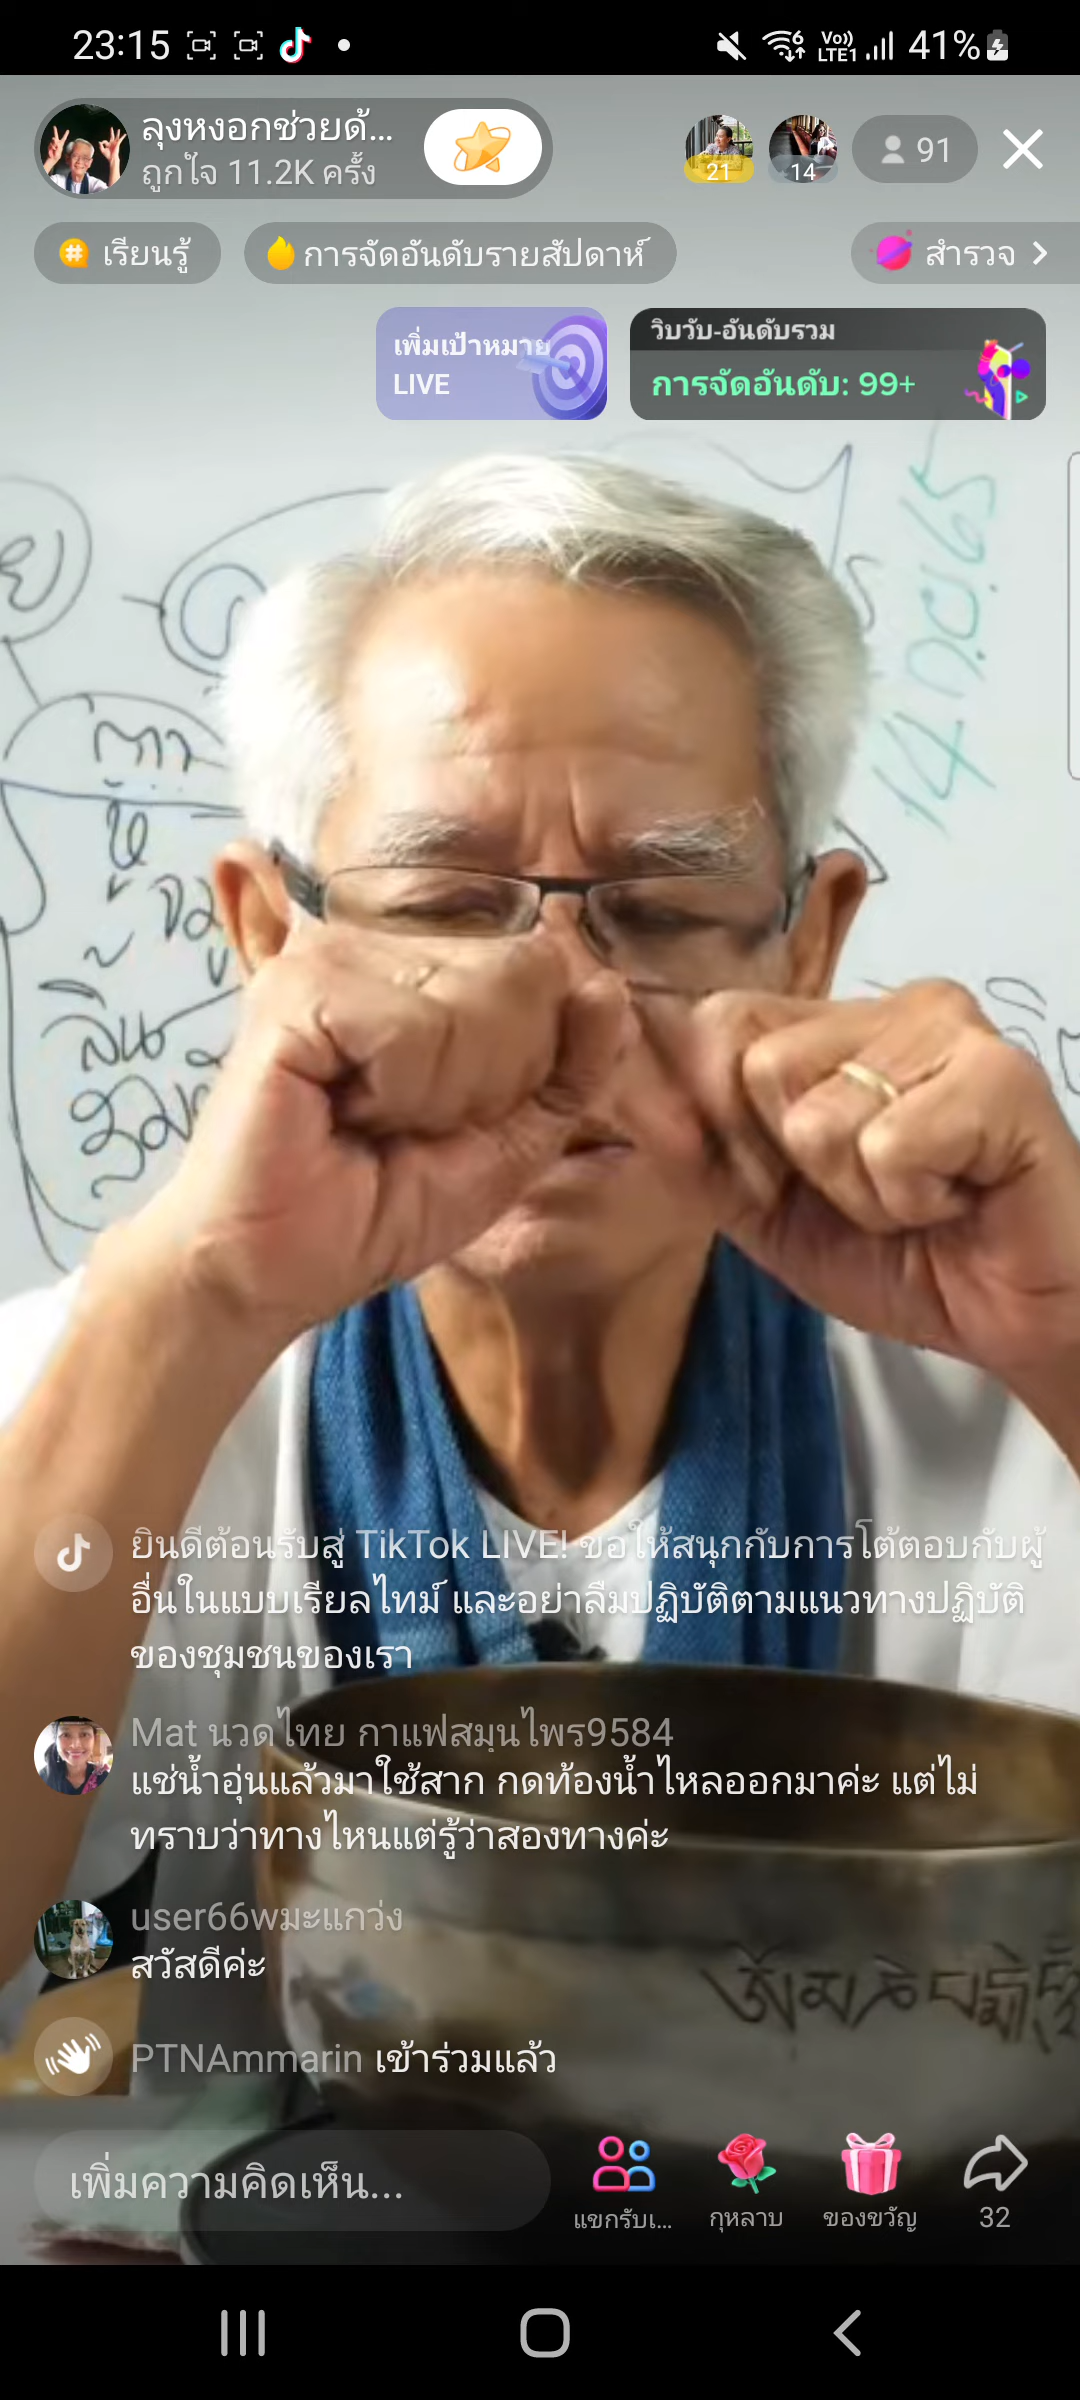 23:15
Vo)) LTE1
41%
ลุงหงอกช่วยด้...
ถูกใจ 11.2K ครั้ง
21
14
91
เรียนรู้
การจัดอันดับรายสัปดาห์
สำรวจ
เพิ่มเป้าหมาย
LIVE
วิบวับ-อันดับรวม
การจัดอันดับ: 99+
14 ก.ย.
ตา
หู
จมู
ลิ้น
ยินดีต้อนรับสู่ TikTok LIVE! ขอให้สนุกกับการโต้ตอบกับผู้
อื่นในแบบเรียลไทม์ และอย่าลืมปฏิบัติตามแนวทางปฏิบัติ
ของชุมชนของเรา
Mat นวดไทย กาแฟสมุนไพร9584
แช่น้ำอุ่นแล้วมาใช้สาก กดท้องน้ำไหลออกมาค่ะ แต่ไม่
ทราบว่าทางไหนแต่รู้ว่าสองทางค่ะ
user66wมะแกว่ง
สวัสดีค่ะ
PTNAmmarin เข้าร่วมแล้ว
เพิ่มความคิดเห็น...
แขกรับเ...
กุหลาบ
ของขวัญ
32